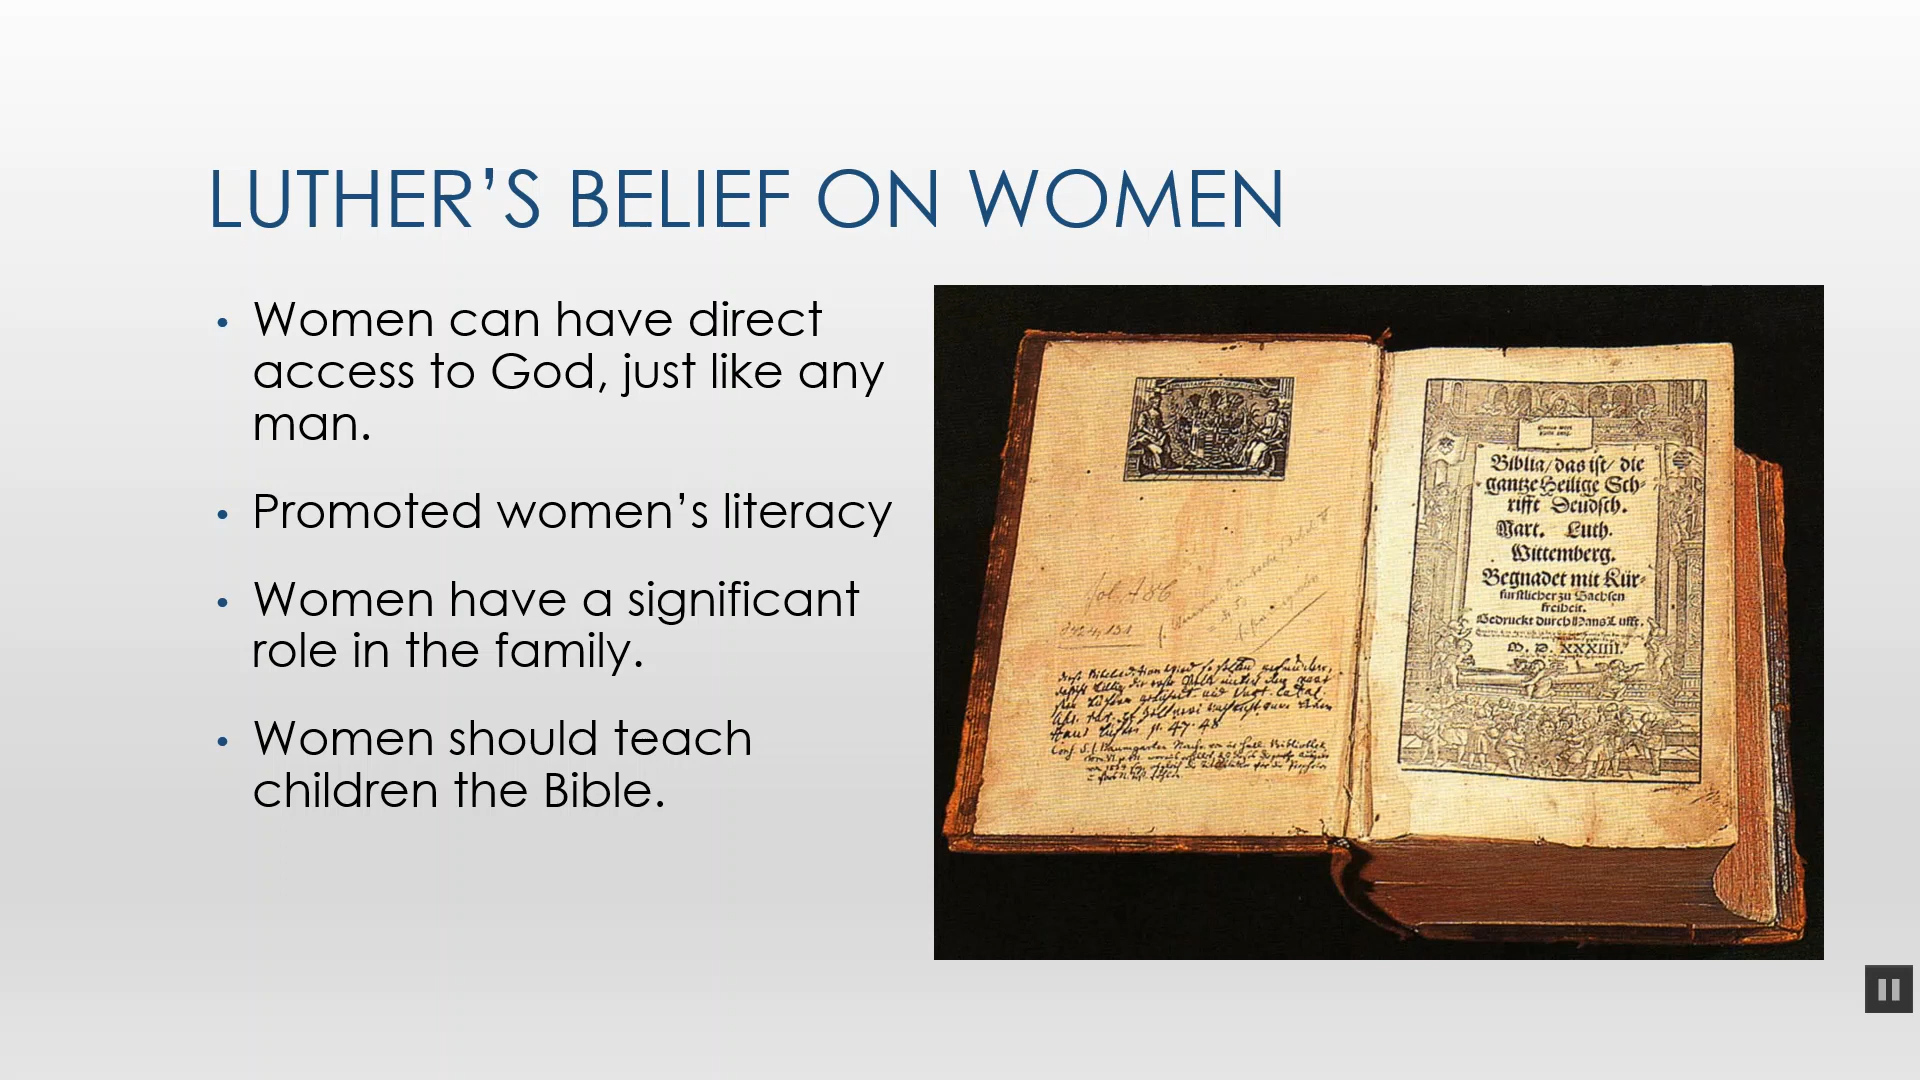 LUTHER’S BELIEF ON WOMEN
• Women can have direct
access to God, just like any
man.
• Promoted women’s literacy
• Women have a significant
role in the family.
• Women should teach
children the Bible.
Biblia/das ist/ die
gantze Heilige Sch-
rifft Deudsch.
Mart. Luth.
Wittemberg.
Begnadet mit Kür-
fürstlicher zu Sachsen
freiheit.
Gedruckt durch Hans Lufft.
M. D. XXXIIII.